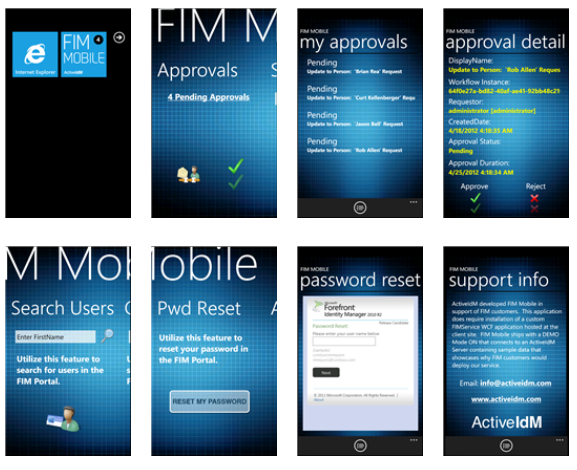 Internet Explorer
FIM
4
MOBILE
ActiveIdM
FIM M
Approvals
S
4 Pending Approvals
FIM MOBILE
my approvals
Pending
Update to Person: 'Brian Rea' Request
Pending
Update to Person: 'Curt Kellenberger' Requ
Pending
Update to Person: 'Jason Bell' Request
Pending
Update to Person: 'Rob Allen' Request
FIM MOBILE
approval detail
DisplayName:
Update to Person: 'Rob Allen' Reques
Workflow Instance:
64f0e27a-bd82-40af-ae41-92bb48c29
Requestor:
administrator [administrator]
CreatedDate:
4/18/2012 4:18:35 AM
Approval Status:
Pending
Approval Duration:
4/25/2012 4:18:34 AM
Approve Reject
M Mob
Search Users
Enter FirstName
Utilize this feature to
search for users in the
FIM Portal.
Mobile
Pwd Reset
Utilize this feature to
reset your password in
the FIM Portal.
RESET MY PASSWORD
FIM MOBILE
password reset
Microsoft
Forefront
Identity Manager 2010 R2
Release Candidate
Password Reset
Please enter your user name below
Next
© 2011 Microsoft Corporation, All Rights Reserved. |
About
FIM MOBILE
support info
ActiveIdM developed FIM Mobile in
support of FIM customers. This application
does require installation of a custom
FIMService WCF application hosted at the
client site. FIM Mobile ships with a DEMO
Mode ON that connects to an ActiveIdM
Server containing sample data that
showcases why FIM customers would
deploy our service.
Email: info@activeidm.com
www.activeidm.com
ActiveIdM